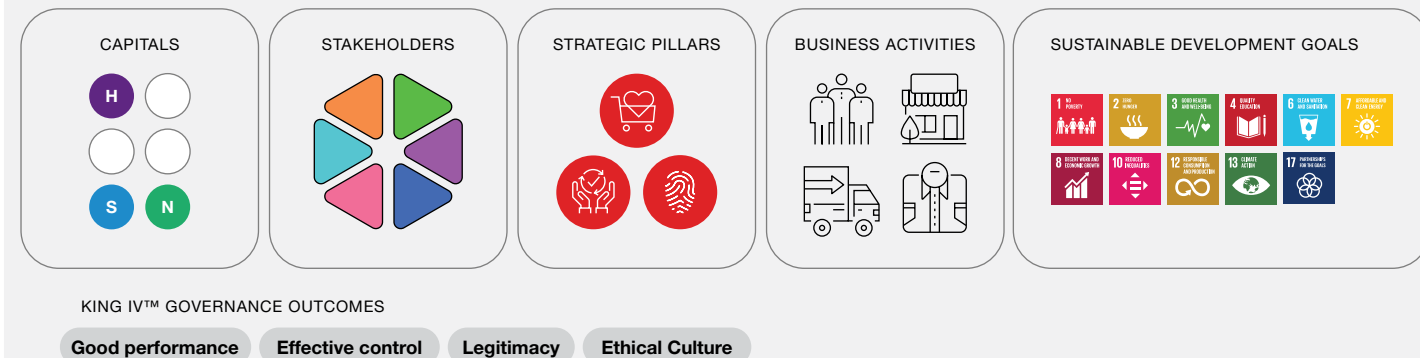 CAPITALS
H
S
N
STAKEHOLDERS
STRATEGIC PILLARS
BUSINESS ACTIVITIES
SUSTAINABLE DEVELOPMENT GOALS
1 NO
POVERTY
2 ZERO
HUNGER
3 GOOD HEALTH
AND WELL-BEING
4 QUALITY
EDUCATION
6 CLEAN WATER
AND SANITATION
7 AFFORDABLE AND
CLEAN ENERGY
8 DECENT WORK AND
ECONOMIC GROWTH
10 REDUCED
INEQUALITIES
12 RESPONSIBLE
CONSUMPTION
AND PRODUCTION
13 CLIMATE
ACTION
17 PARTNERSHIPS
FOR THE GOALS
KING IV™ GOVERNANCE OUTCOMES
Good performance
Effective control
Legitimacy
Ethical Culture